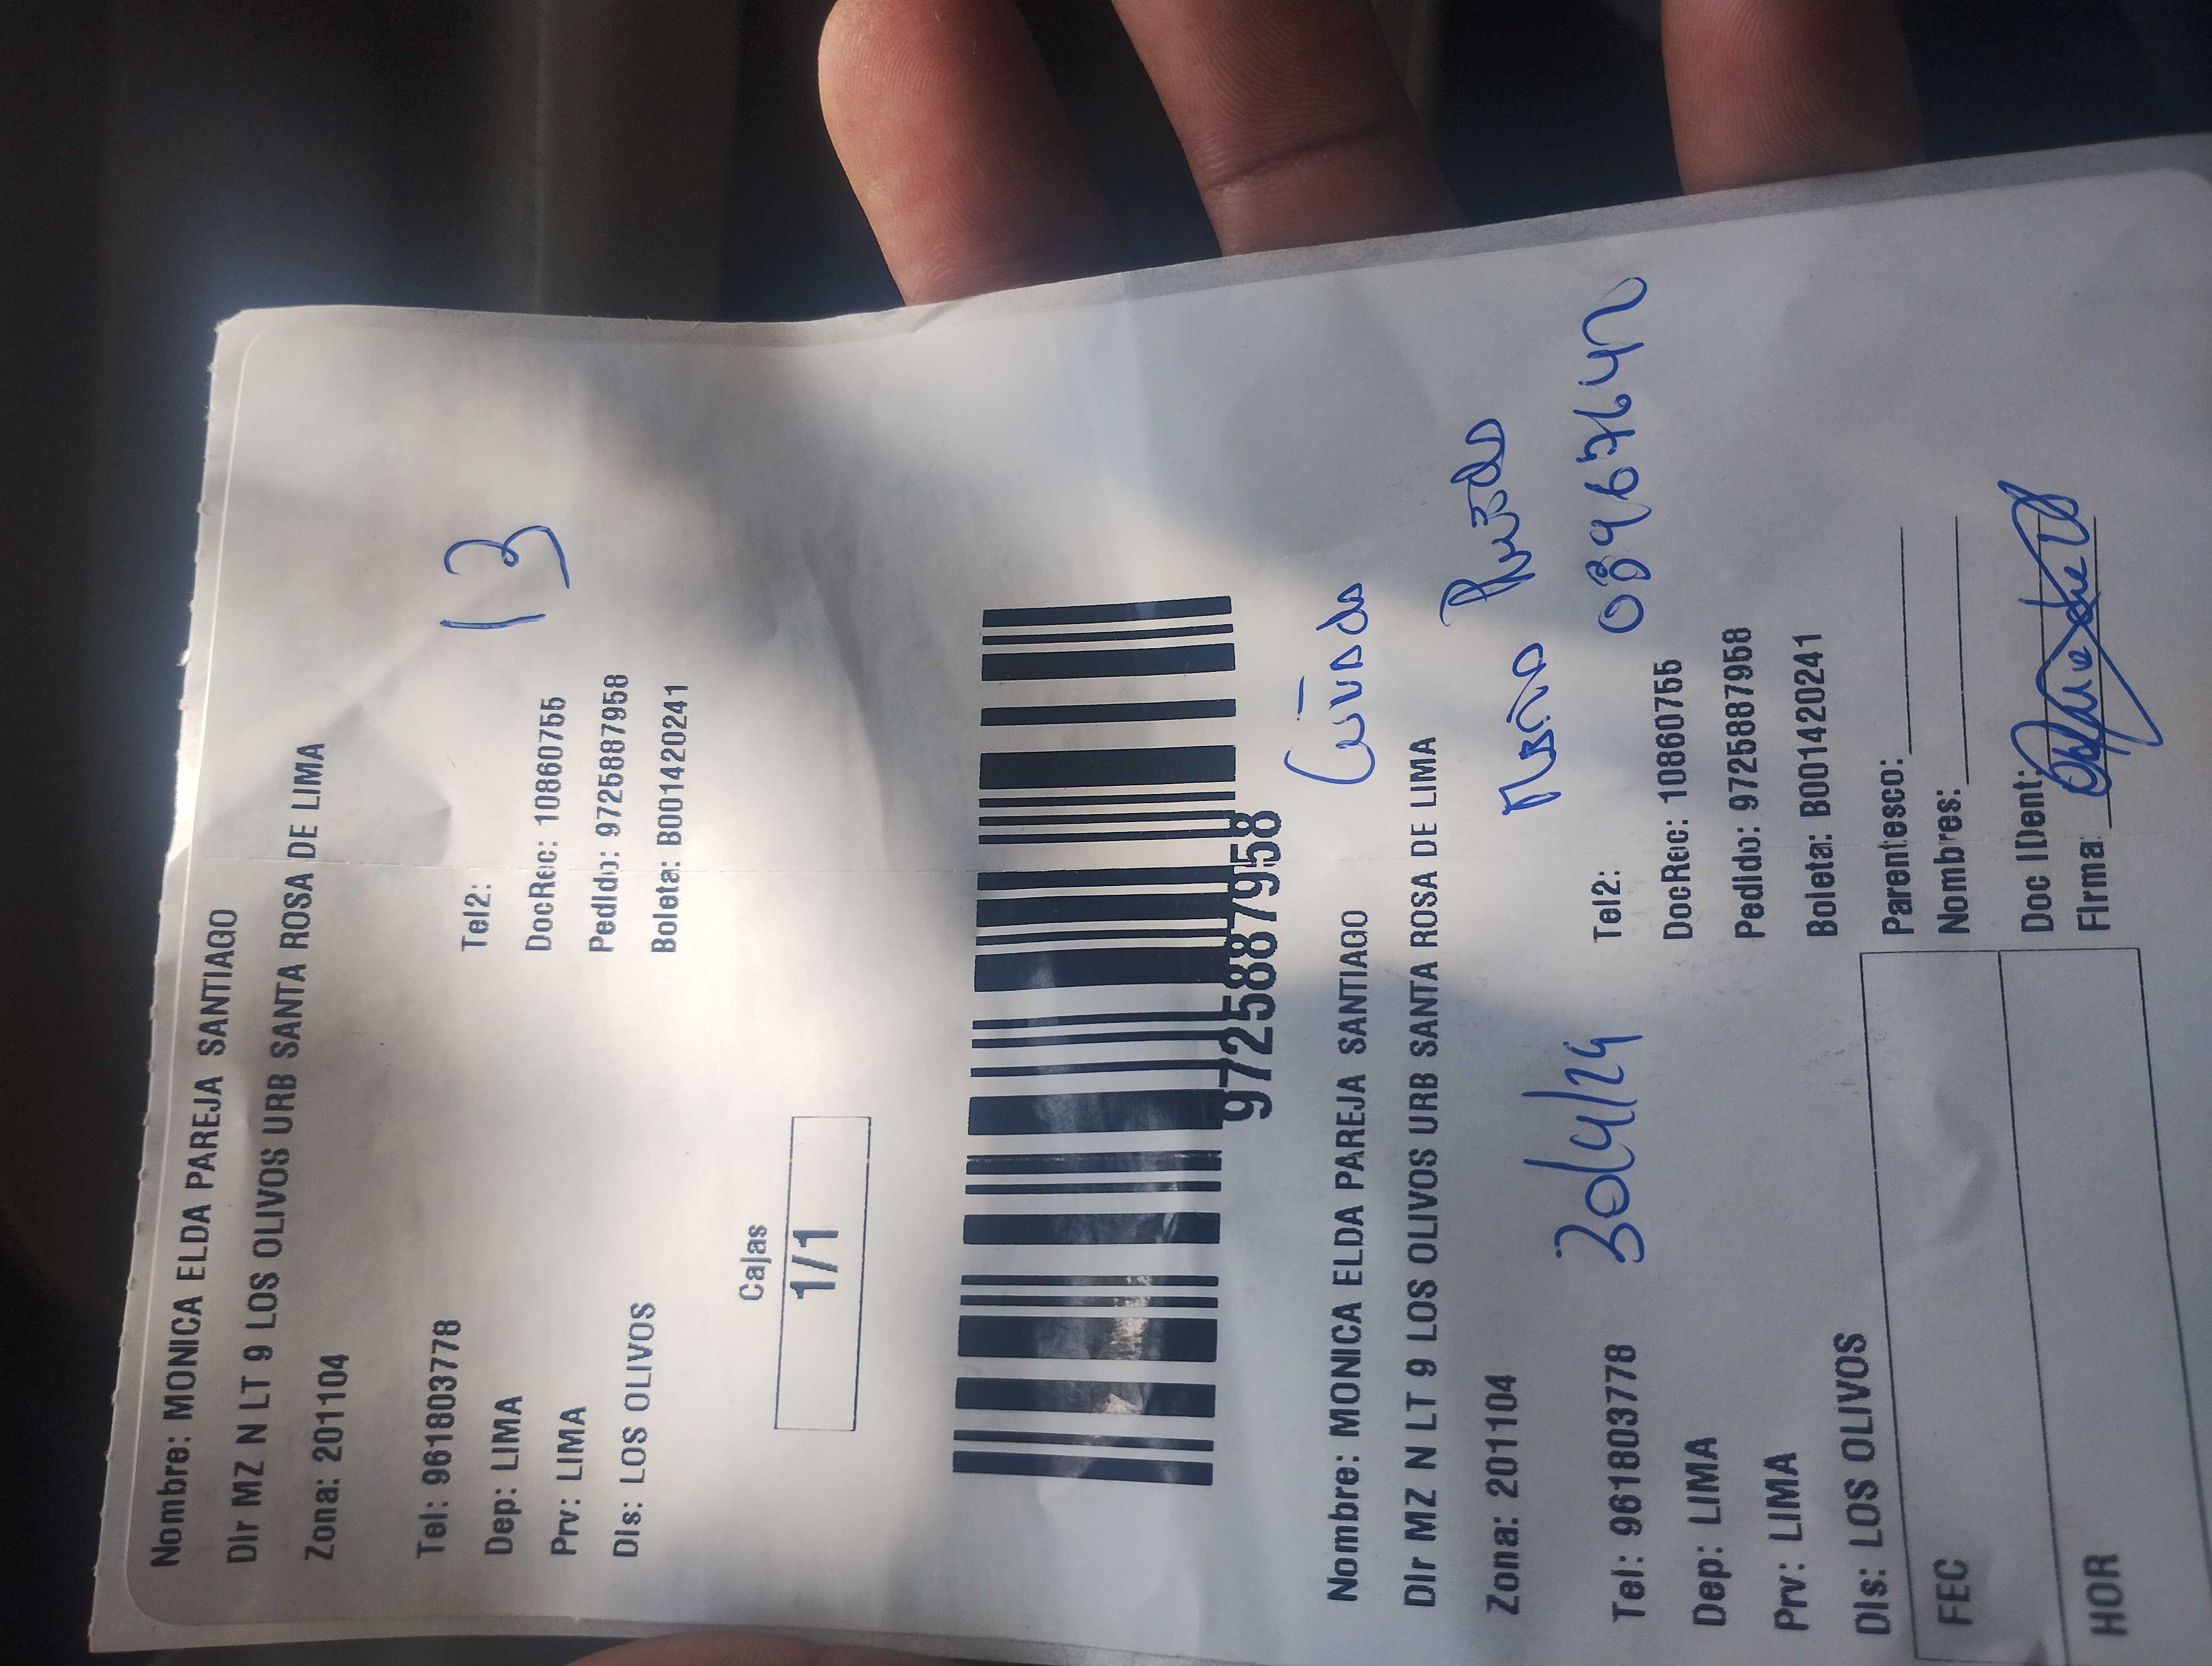 Nombre: MONICA ELDA PAREJA SANTIAGO
Dir MZ N LT 9 LOS OLIVOS URB SANTA ROSA DE LIMA
Zona: 201104
13
Tel: 961803778 Tel2:
Dep: LIMA DocRec: 10860755
Prv: LIMA Pedido: 97258887958
Dis: LOS OLIVOS Boleta: B001420241
Cajas
1/1
97258887958
Cuñado
Nombre: MONICA ELDA PAREJA SANTIAGO
Dir MZ N LT 9 LOS OLIVOS URB SANTA ROSA DE LIMA
Zona: 201104
30/4/24
Tel: 961803778 Tel2:
Dep: LIMA DocRec: 10860755
Prv: LIMA Pedido: 97258887958
Dis: LOS OLIVOS Boleta: B001420241
FEC
HOR
Parentesco:
Nombres:
Doc IDent:
Firma: